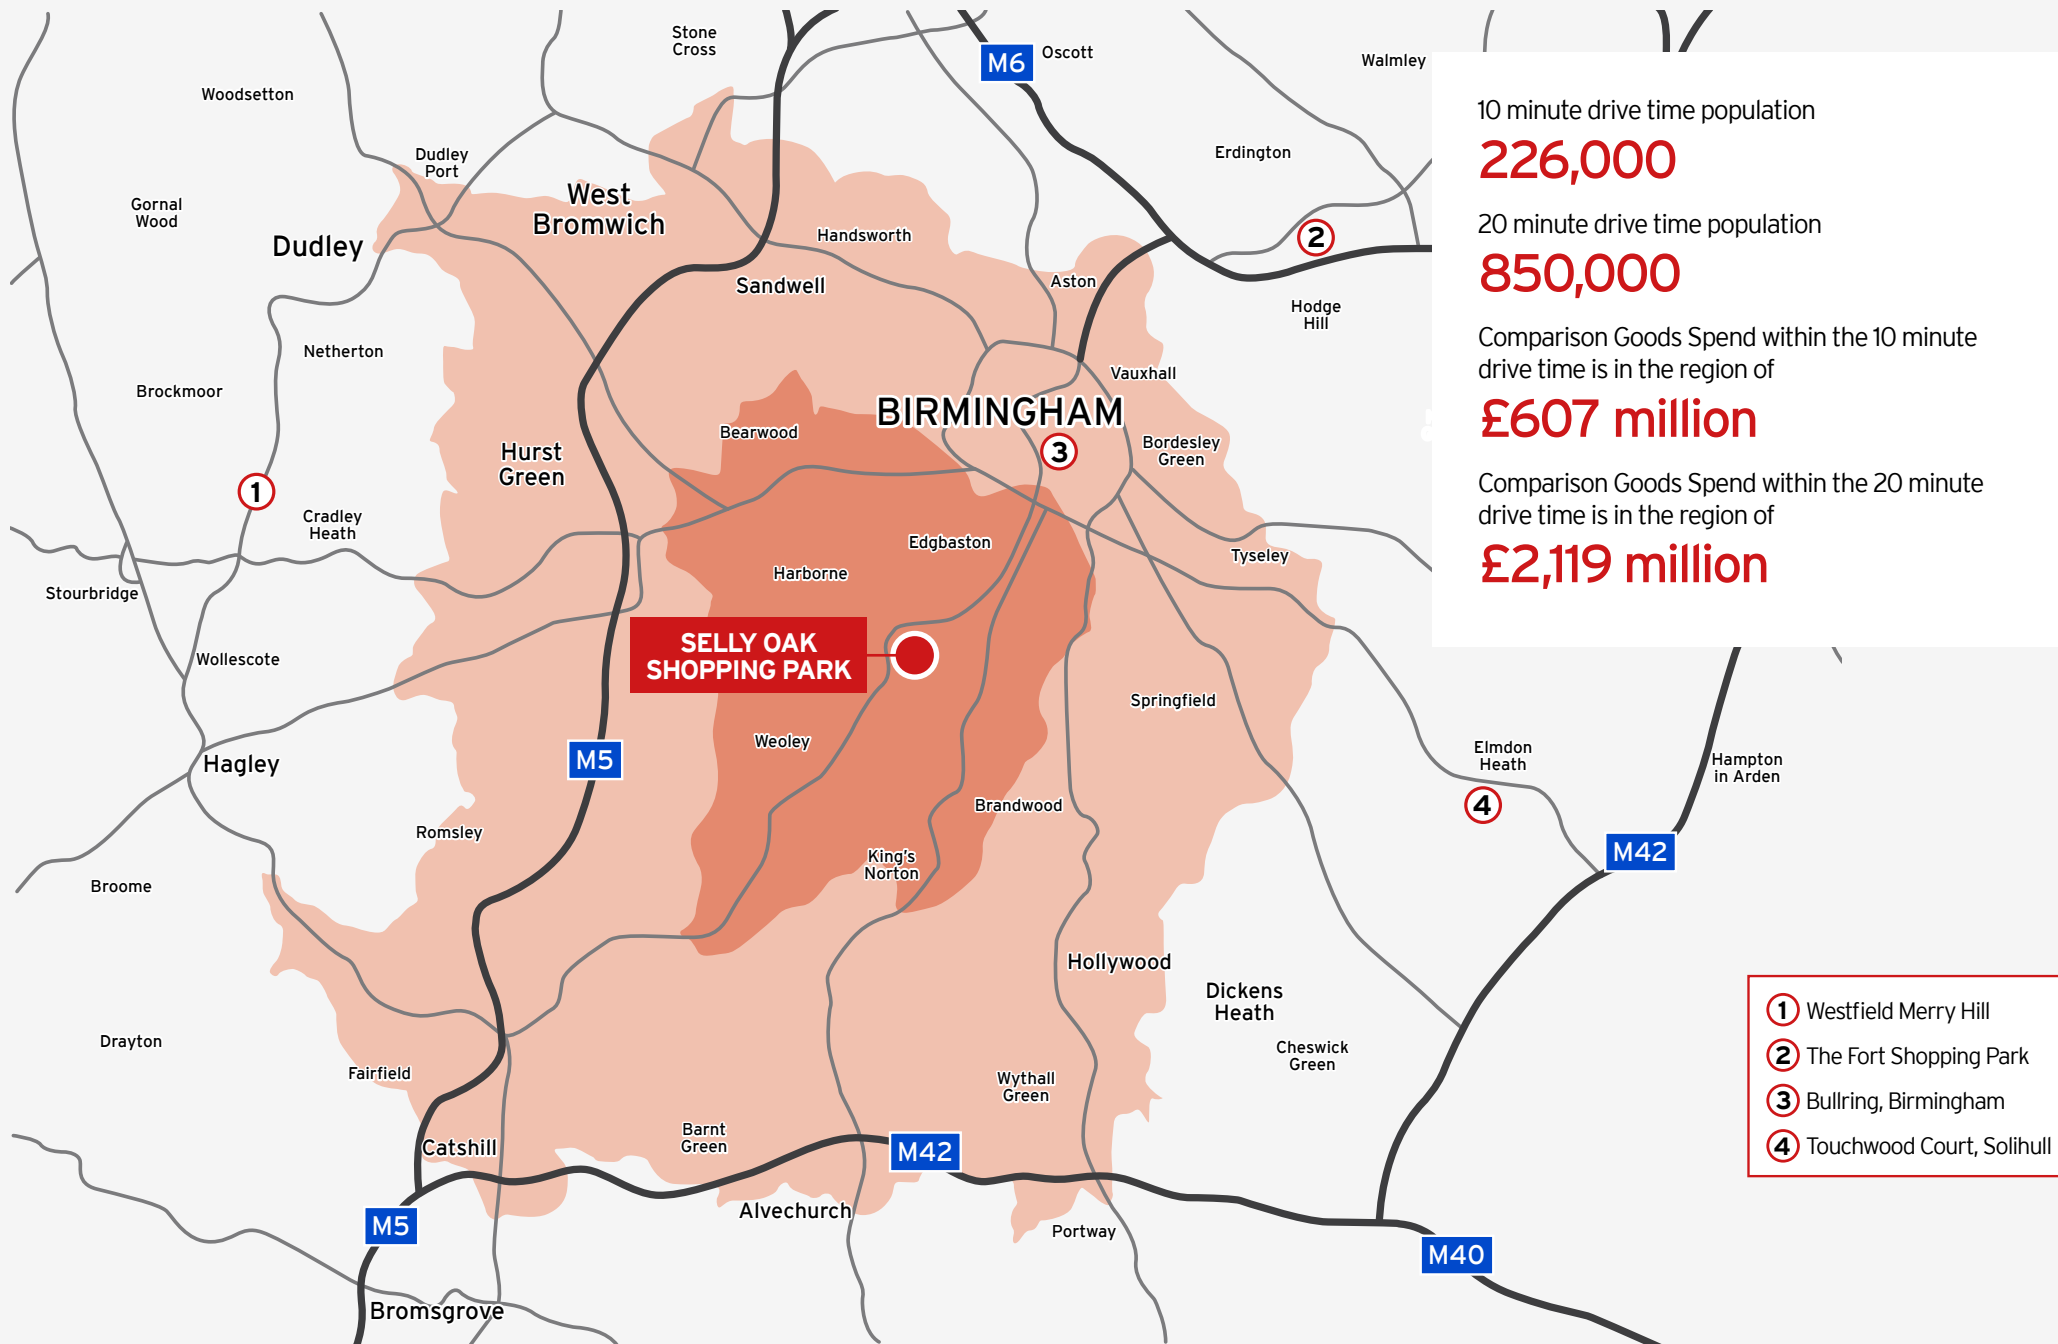 Stone
Cross
M6
Oscott
Walmley
Woodsetton
Dudley
Port
Erdington
West
Bromwich
Gornal
Wood
Dudley
Handsworth
2
Sandwell
Aston
Hodge
Hill
Netherton
Brockmoor
Vauxhall
BIRMINGHAM
Bearwood
3
Bordesley
Green
Hurst
Green
1
Cradley
Heath
Edgbaston
Tyseley
Harborne
Stourbridge
SELLY OAK
SHOPPING PARK
Wollescote
Springfield
Weoley
M5
Hagley
Elmdon
Heath
Hampton
in Arden
4
Brandwood
Romsley
M42
King's
Norton
Broome
Hollywood
Dickens
Heath
Drayton
Cheswick
Green
Fairfield
Wythall
Green
Barnt
Green
Catshill
M42
Alvechurch
M5
Portway
M40
Bromsgrove
10 minute drive time population
226,000
20 minute drive time population
850,000
Comparison Goods Spend within the 10 minute
drive time is in the region of
£607 million
Comparison Goods Spend within the 20 minute
drive time is in the region of
£2,119 million
1 Westfield Merry Hill
2 The Fort Shopping Park
3 Bullring, Birmingham
4 Touchwood Court, Solihull